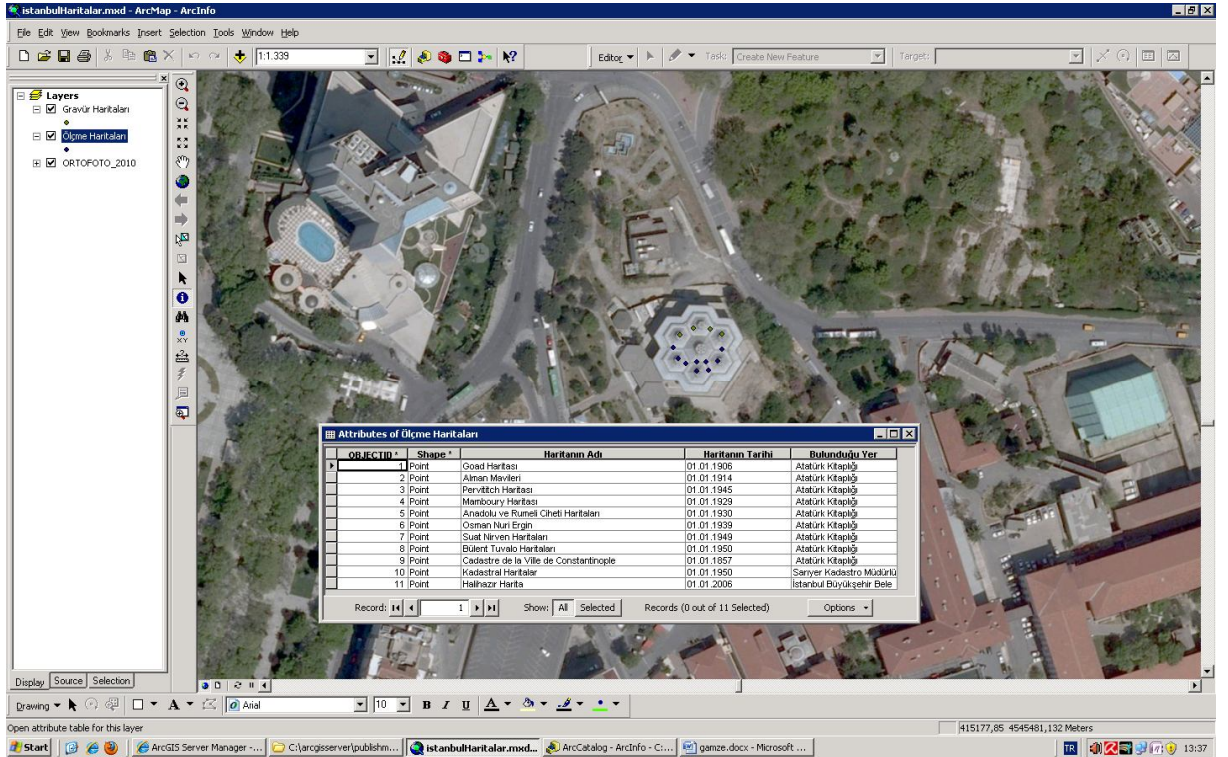 istanbulHaritalar.mxd - ArcMap - ArcInfo
File Edit View Bookmarks Insert Selection Tools Window Help
1:1.339 Editor Task: Create New Feature Target:
Layers
Gravür Haritaları
Ölçme Haritaları
ORTOFOTO_2010
Attributes of Ölçme Haritaları
OBJECTID * Shape * Haritanın Adı Haritanın Tarihi Bulunduğu Yer
1 Point Goad Haritası 01.01.1906 Atatürk Kitaplığı
2 Point Alman Mavileri 01.01.1914 Atatürk Kitaplığı
3 Point Pervititch Haritası 01.01.1945 Atatürk Kitaplığı
4 Point Mamboury Haritası 01.01.1929 Atatürk Kitaplığı
5 Point Anadolu ve Rumeli Ciheti Haritaları 01.01.1930 Atatürk Kitaplığı
6 Point Osman Nuri Ergin 01.01.1939 Atatürk Kitaplığı
7 Point Suat Nirven Haritaları 01.01.1949 Atatürk Kitaplığı
8 Point Bülent Tuvalo Haritaları 01.01.1950 Atatürk Kitaplığı
9 Point Cadastre de la Ville de Constantinople 01.01.1857 Atatürk Kitaplığı
10 Point Kadastral Haritalar 01.01.1950 Sarıyer Kadastro Müdürlü
11 Point Halihazır Harita 01.01.2006 İstanbul Büyükşehir Bele
Record: 1 Show: All Selected Records (0 out of 11 Selected) Options
Display Source Selection
Drawing A Arial 10 B I U A
Open attribute table for this layer 415177,85 4545481,132 Meters
Start ArcGIS Server Manager -... C:\arcgisserver\publishm... istanbulHaritalar.mxd... ArcCatalog - ArcInfo - C:... gamze.docx - Microsoft ... TR 13:37